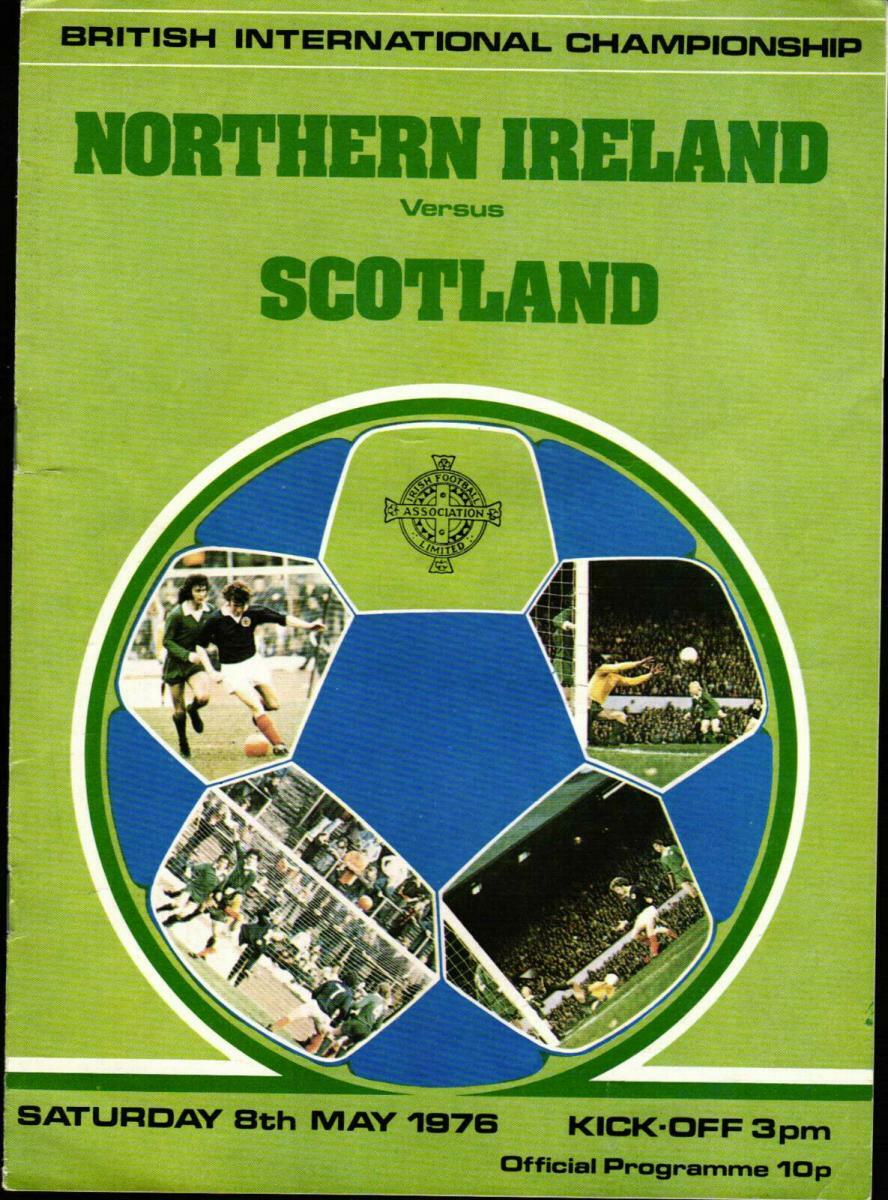 BRITISH INTERNATIONAL CHAMPIONSHIP
NORTHERN IRELAND
Versus
SCOTLAND
IRISH FOOTBALL
ASSOCIATION
LIMITED
SATURDAY 8th MAY 1976
KICK·OFF 3pm
Official Programme 10p